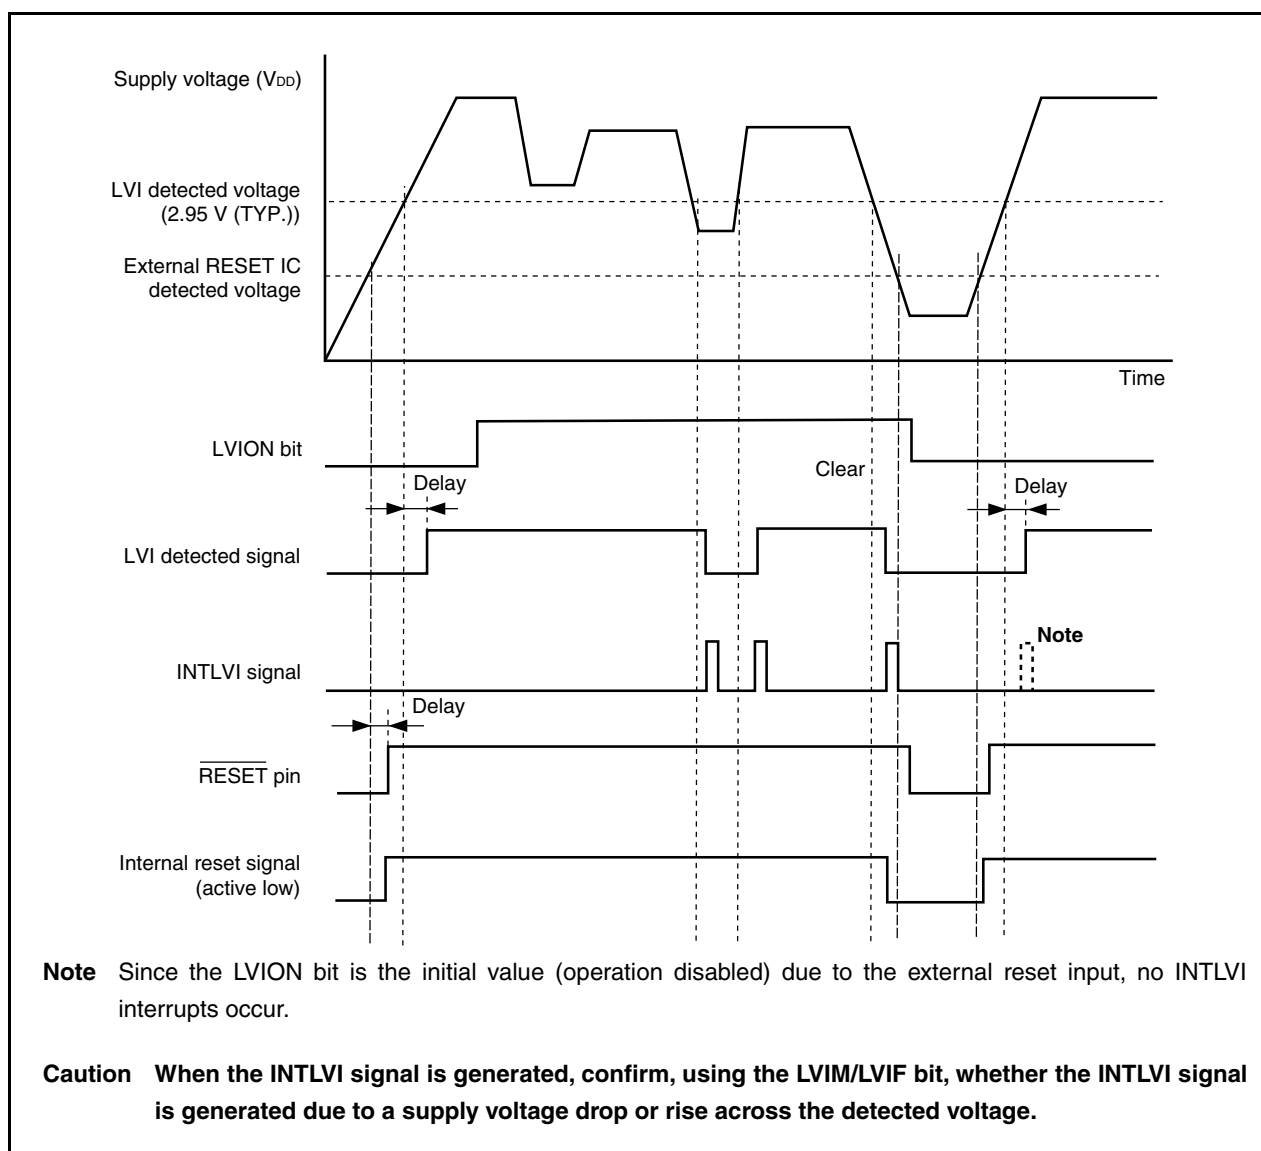 Supply voltage (VDD)
LVI detected voltage
(2.95 V (TYP.))
External RESET IC
detected voltage
Time
LVION bit
Clear
Delay
Delay
LVI detected signal
Note
INTLVI signal
Delay
RESET pin
Internal reset signal
(active low)
Note Since the LVION bit is the initial value (operation disabled) due to the external reset input, no INTLVI
interrupts occur.
Caution When the INTLVI signal is generated, confirm, using the LVIM/LVIF bit, whether the INTLVI signal
is generated due to a supply voltage drop or rise across the detected voltage.